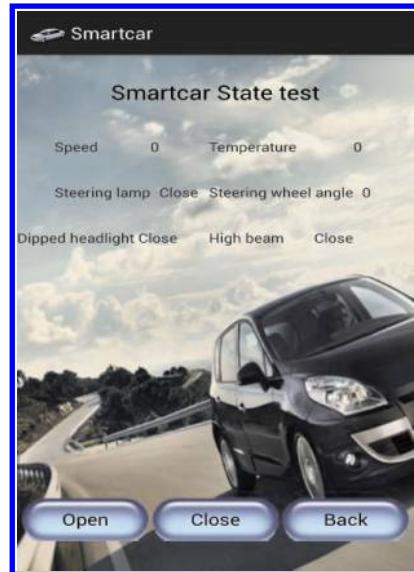 Smartcar
Smartcar State test
Speed 0 Temperature 0
Steering lamp Close Steering wheel angle 0
Dipped headlight Close High beam Close
Open Close Back